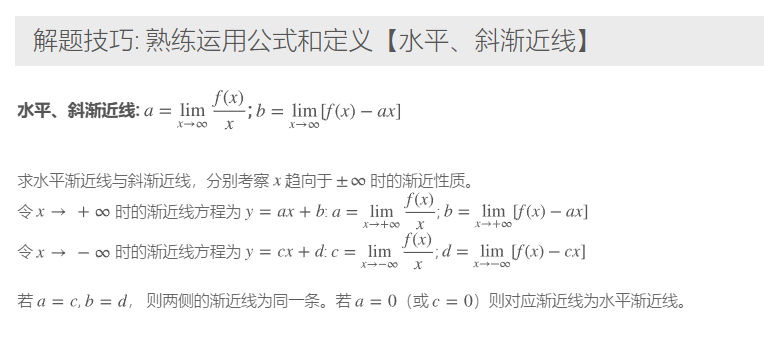 解题技巧: 熟练运用公式和定义【水平、斜渐近线】
水平、斜渐近线: $a = \lim_{x \to \infty} \frac{f(x)}{x}; b = \lim_{x \to \infty} [f(x) - ax]$
求水平渐近线与斜渐近线，分别考察 $x$ 趋向于 $\pm\infty$ 时的渐近性质。
令 $x \to +\infty$ 时的渐近线方程为 $y = ax + b$: $a = \lim_{x \to +\infty} \frac{f(x)}{x}; b = \lim_{x \to +\infty} [f(x) - ax]$
令 $x \to -\infty$ 时的渐近线方程为 $y = cx + d$: $c = \lim_{x \to -\infty} \frac{f(x)}{x}; d = \lim_{x \to -\infty} [f(x) - cx]$
若 $a = c, b = d$， 则两侧的渐近线为同一条。若 $a = 0$（或 $c = 0$）则对应渐近线为水平渐近线。